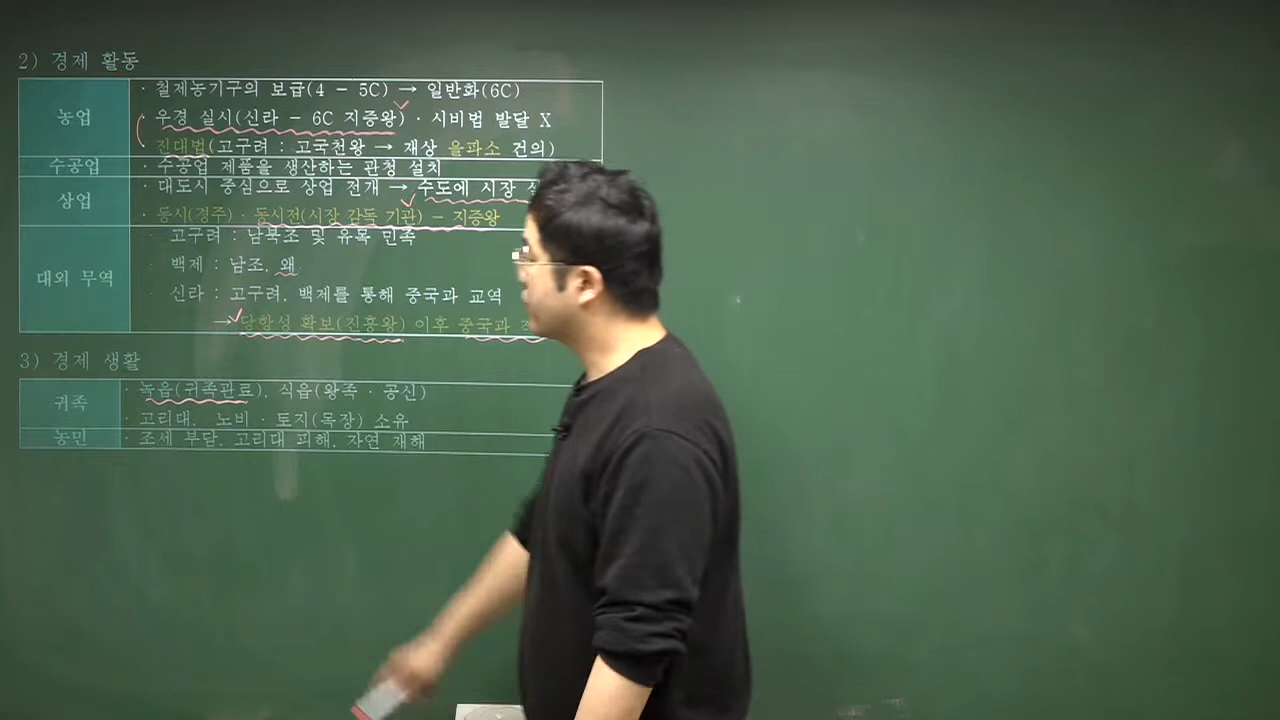 2) 경제 활동
농업
· 철제농기구의 보급(4 - 5C) → 일반화(6C)
우경 실시(신라 - 6C 지증왕) · 시비법 발달 X
진대법(고구려 : 고국천왕 → 재상 을파소 건의)
수공업
· 수공업 제품을 생산하는 관청 설치
상업
· 대도시 중심으로 상업 전개 → 수도에 시장
· 동시(경주) · 동시전(시장 감독 기관) - 지증왕
대외 무역
· 고구려 : 남북조 및 유목 민족
· 백제 : 남조, 왜
· 신라 : 고구려, 백제를 통해 중국과 교역
→ 당항성 확보(진흥왕) 이후 중국과
3) 경제 생활
귀족
· 녹읍(귀족관료), 식읍(왕족 · 공신)
· 고리대, 노비 · 토지(목장) 소유
농민
· 조세 부담, 고리대 피해, 자연 재해